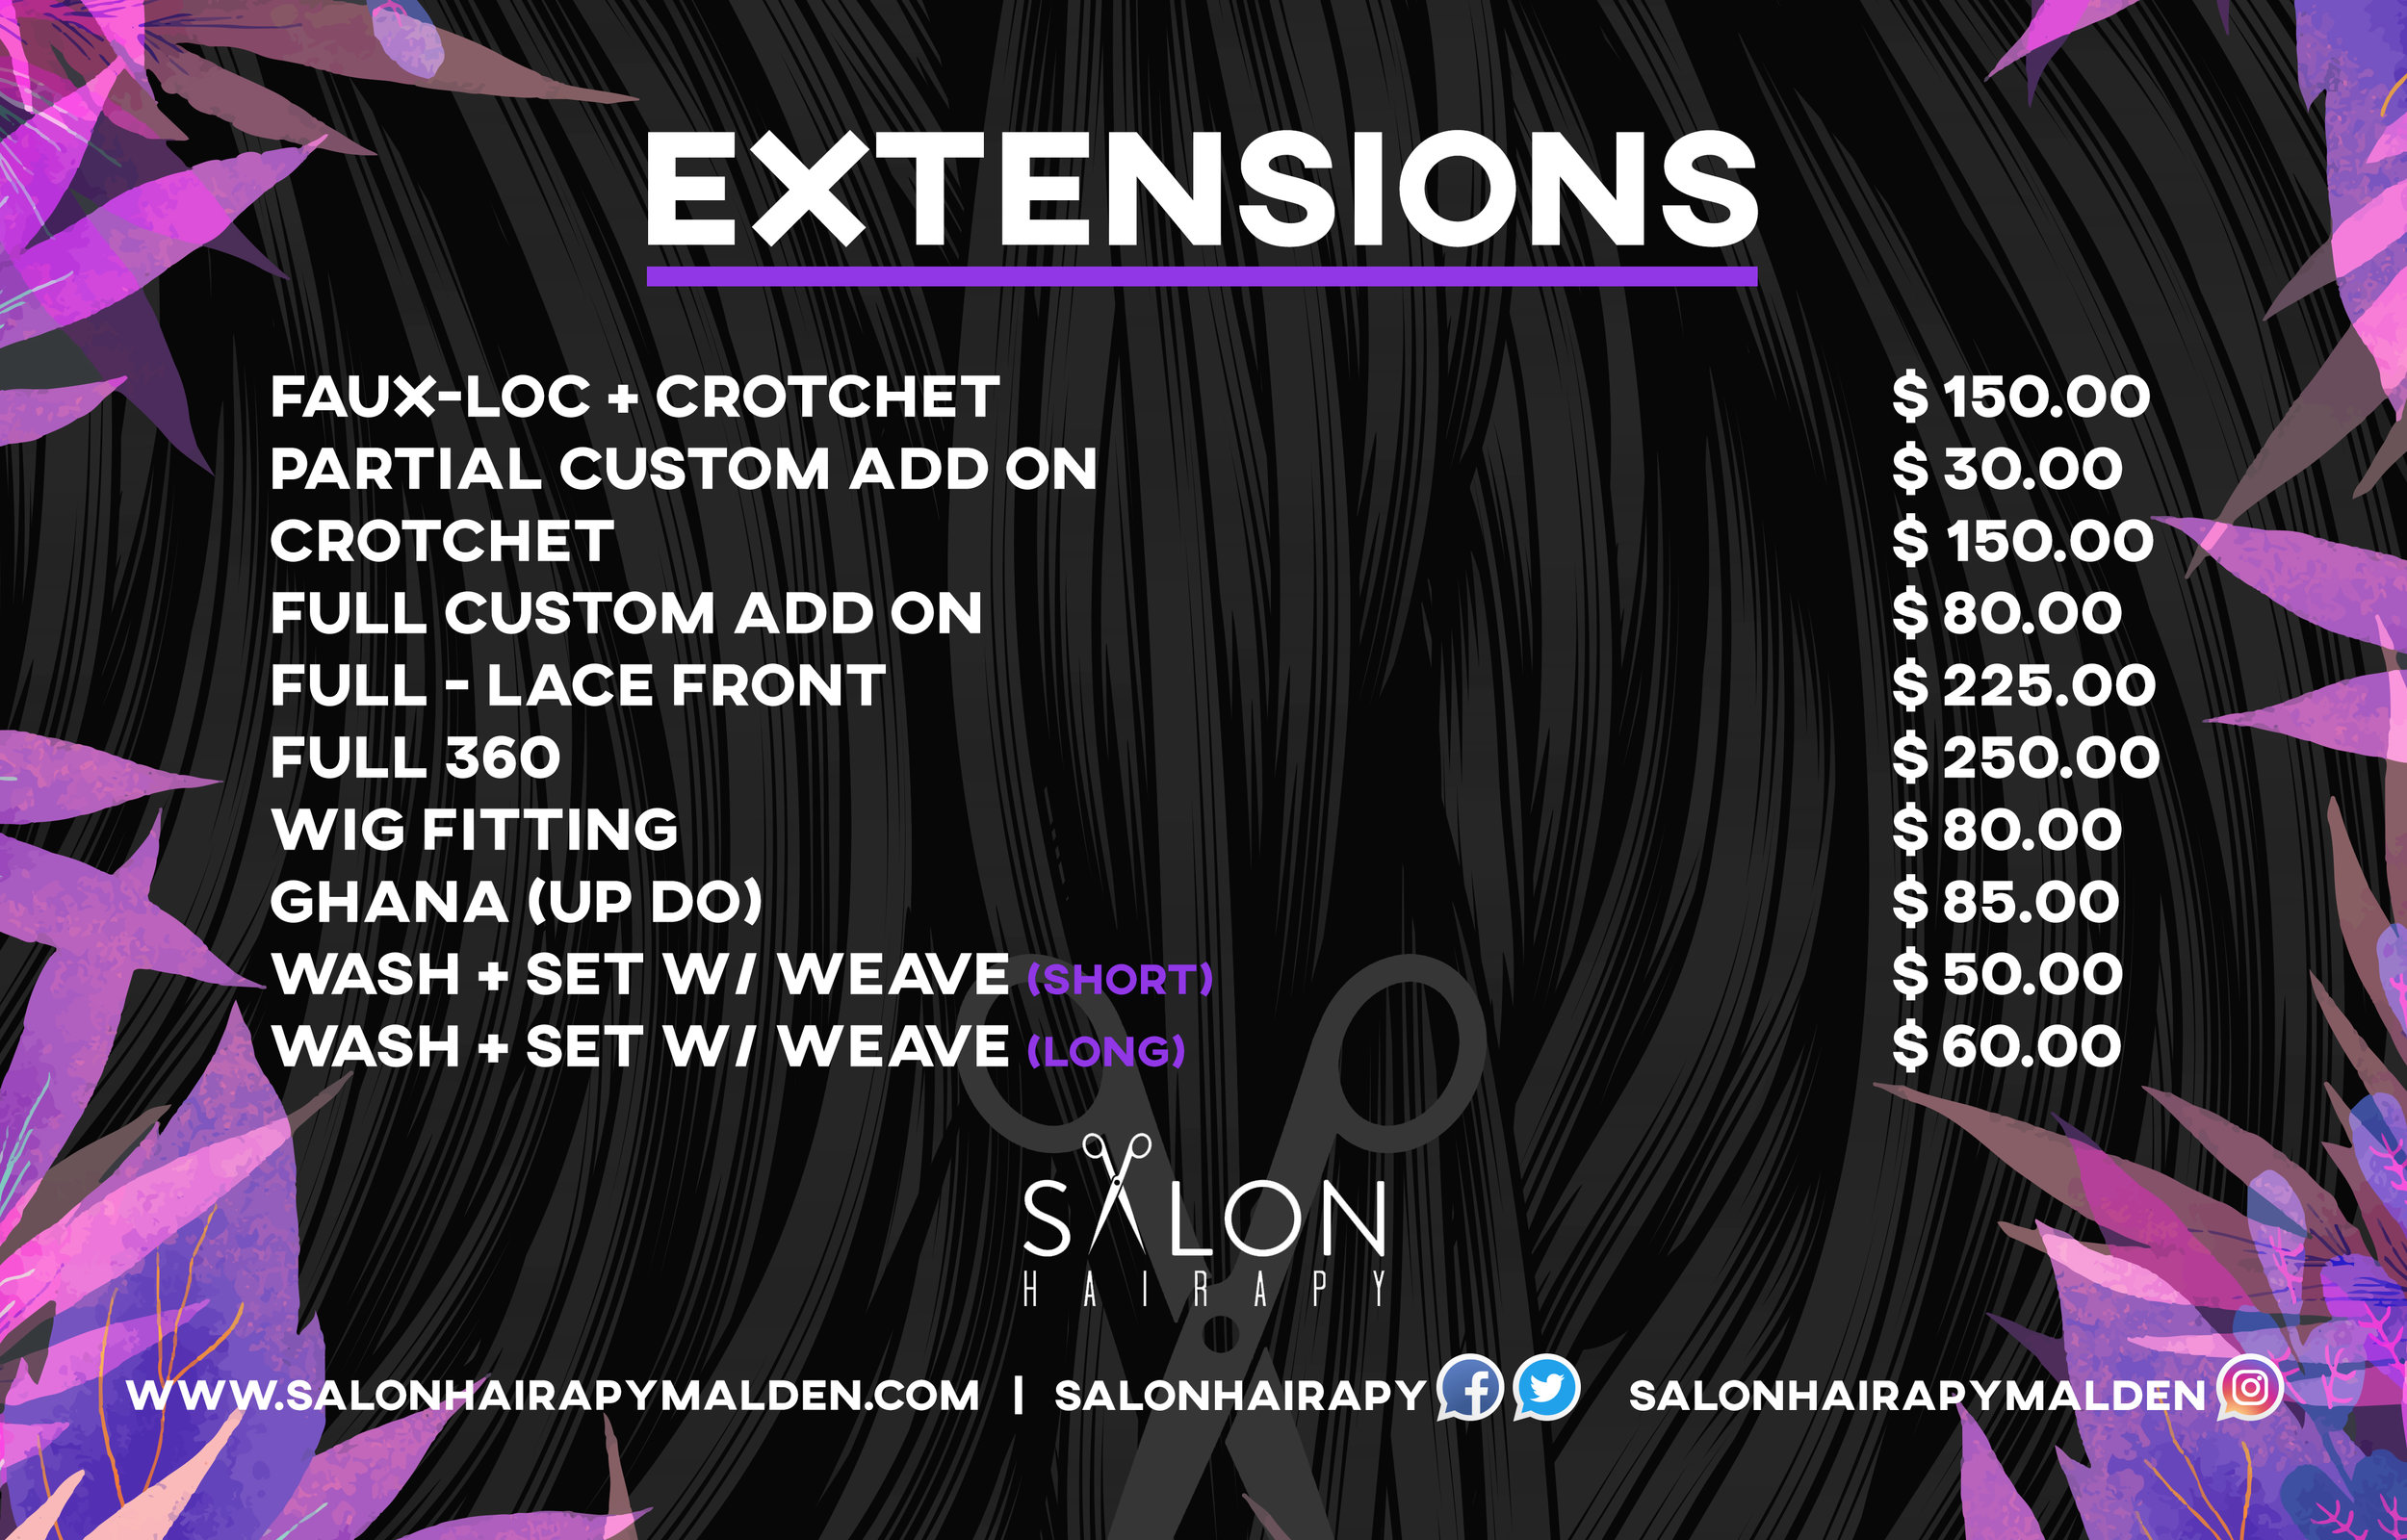 EXTENSIONS
FAUX-LOC + CROTCHET $ 150.00
PARTIAL CUSTOM ADD ON $ 30.00
CROTCHET $ 150.00
FULL CUSTOM ADD ON $ 80.00
FULL - LACE FRONT $ 225.00
FULL 360 $ 250.00
WIG FITTING $ 80.00
GHANA (UP DO) $ 85.00
WASH + SET W/ WEAVE (SHORT) $ 50.00
WASH + SET W/ WEAVE (LONG) $ 60.00
SALON
HAIRAPY
WWW.SALONHAIRAPYMALDEN.COM | SALONHAIRAPY SALONHAIRAPYMALDEN